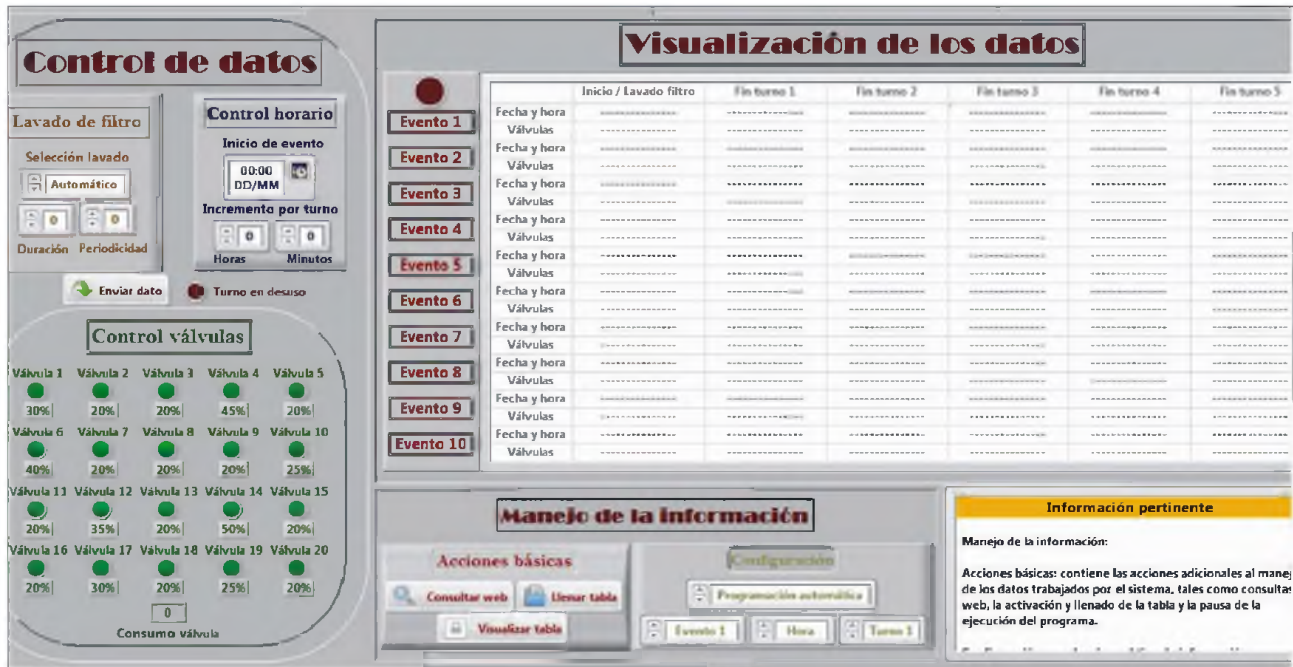 Control de datos
Lavado de filtro
Selección lavado
Automático
0 0
Duración Periodicidad
Control horario
Inicio de evento
00:00
DD/MM
Incremento por turno
0 0
Horas Minutos
Enviar dato
Turno en desuso
Control válvulas
Válvula 1 Válvula 2 Válvula 3 Válvula 4 Válvula 5
30% 20% 20% 45% 20%
Válvula 6 Válvula 7 Válvula 8 Válvula 9 Válvula 10
40% 20% 20% 20% 25%
Válvula 11 Válvula 12 Válvula 13 Válvula 14 Válvula 15
20% 35% 20% 50% 20%
Válvula 16 Válvula 17 Válvula 18 Válvula 19 Válvula 20
20% 30% 20% 25% 20%
0
Consumo válvula
Visualización de los datos
Inicio / Lavado filtro Fin turno 1 Fin turno 2 Fin turno 3 Fin turno 4 Fin turno 5
Evento 1 Fecha y hora
Válvulas
Evento 2 Fecha y hora
Válvulas
Evento 3 Fecha y hora
Válvulas
Evento 4 Fecha y hora
Válvulas
Evento 5 Fecha y hora
Válvulas
Evento 6 Fecha y hora
Válvulas
Evento 7 Fecha y hora
Válvulas
Evento 8 Fecha y hora
Válvulas
Evento 9 Fecha y hora
Válvulas
Evento 10 Fecha y hora
Válvulas
Manejo de la información
Acciones básicas
Consultar web Llenar tabla
Visualizar tabla
Configuración
Programación automática
Evento 1 Hora Turno 1
Información pertinente
Manejo de la información:
Acciones básicas: contiene las acciones adicionales al manej
de los datos trabajados por el sistema, tales como consultas
web, la activación y llenado de la tabla y la pausa de la
ejecución del programa.